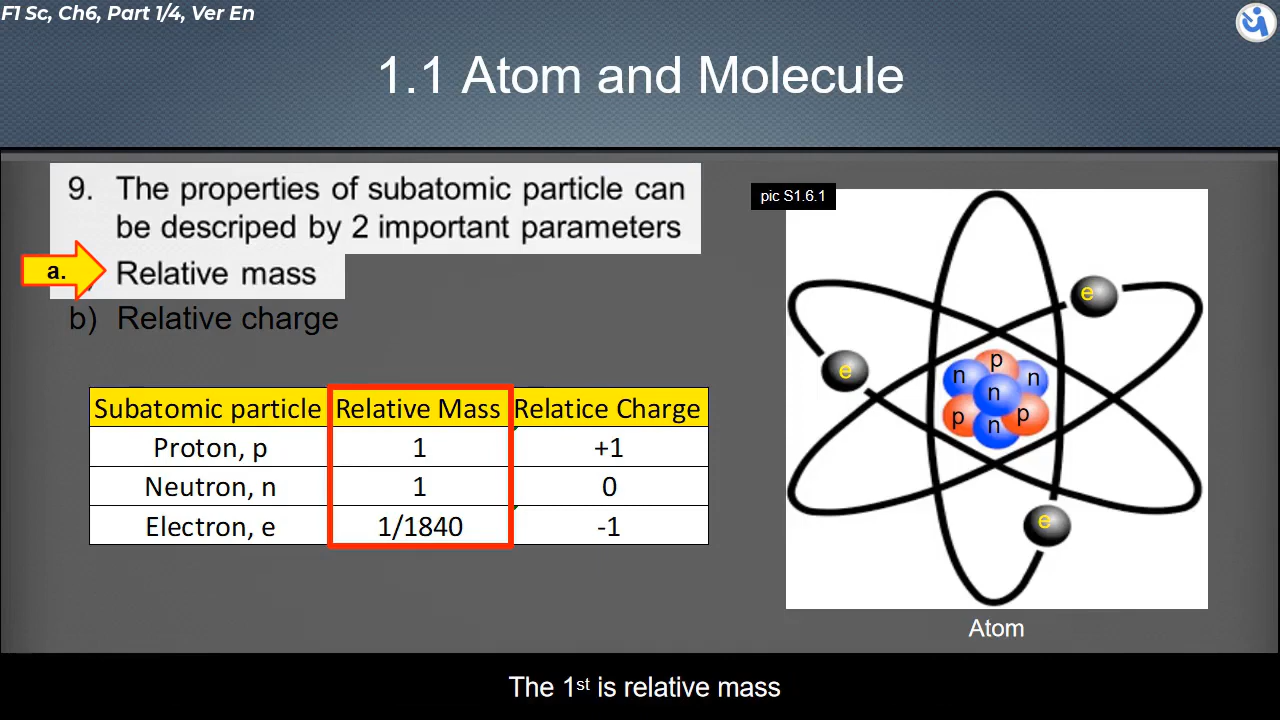 F1 Sc, Ch6, Part 1/4, Ver En
1.1 Atom and Molecule
9. The properties of subatomic particle can
be descriped by 2 important parameters
a. Relative mass
b) Relative charge
Subatomic particle Relative Mass Relatice Charge
Proton, p 1 +1
Neutron, n 1 0
Electron, e 1/1840 -1
pic S1.6.1
e
e
p
n n
n
p p
n
e
Atom
The 1st is relative mass